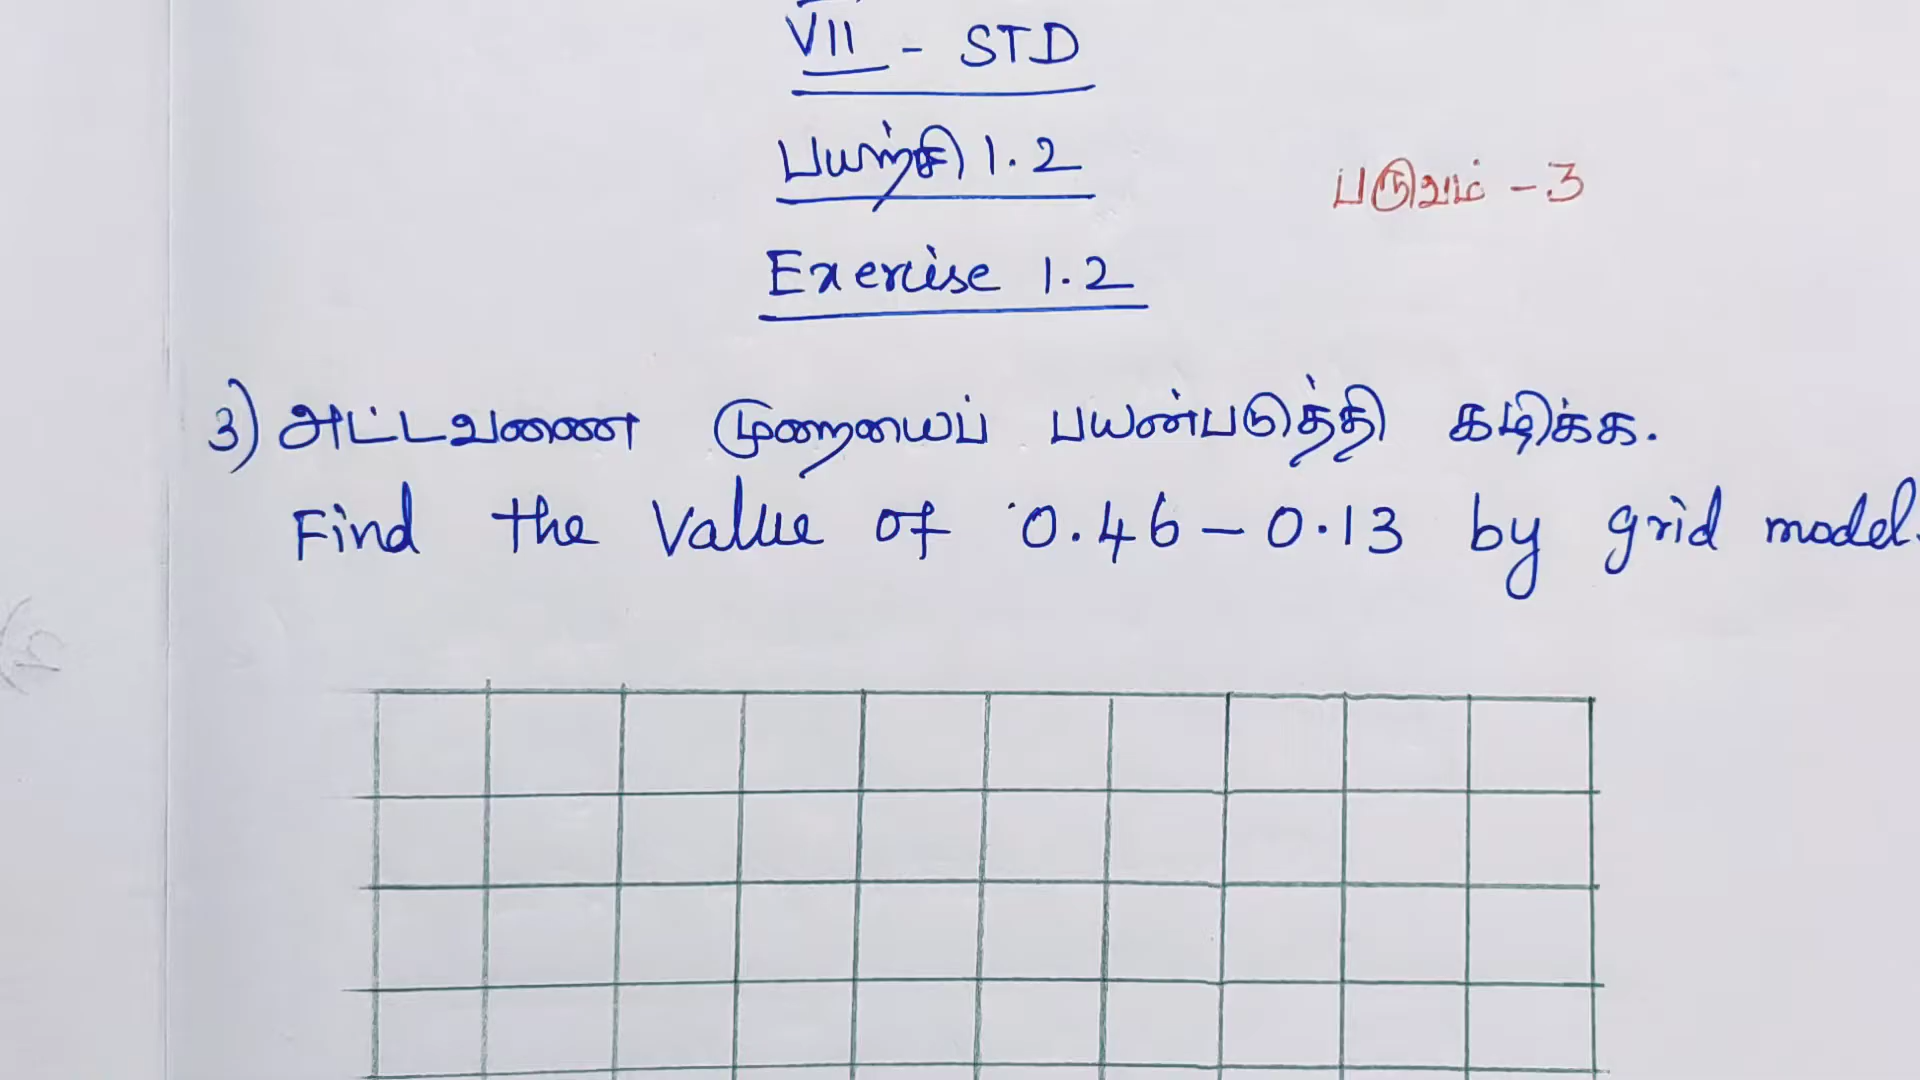 VII - STD
பயிற்சி 1.2
பருவம் - 3
Exercise 1.2
3) அட்டவணை முறையைப் பயன்படுத்தி கழிக்க.
Find the Value of 0.46 - 0.13 by grid model.